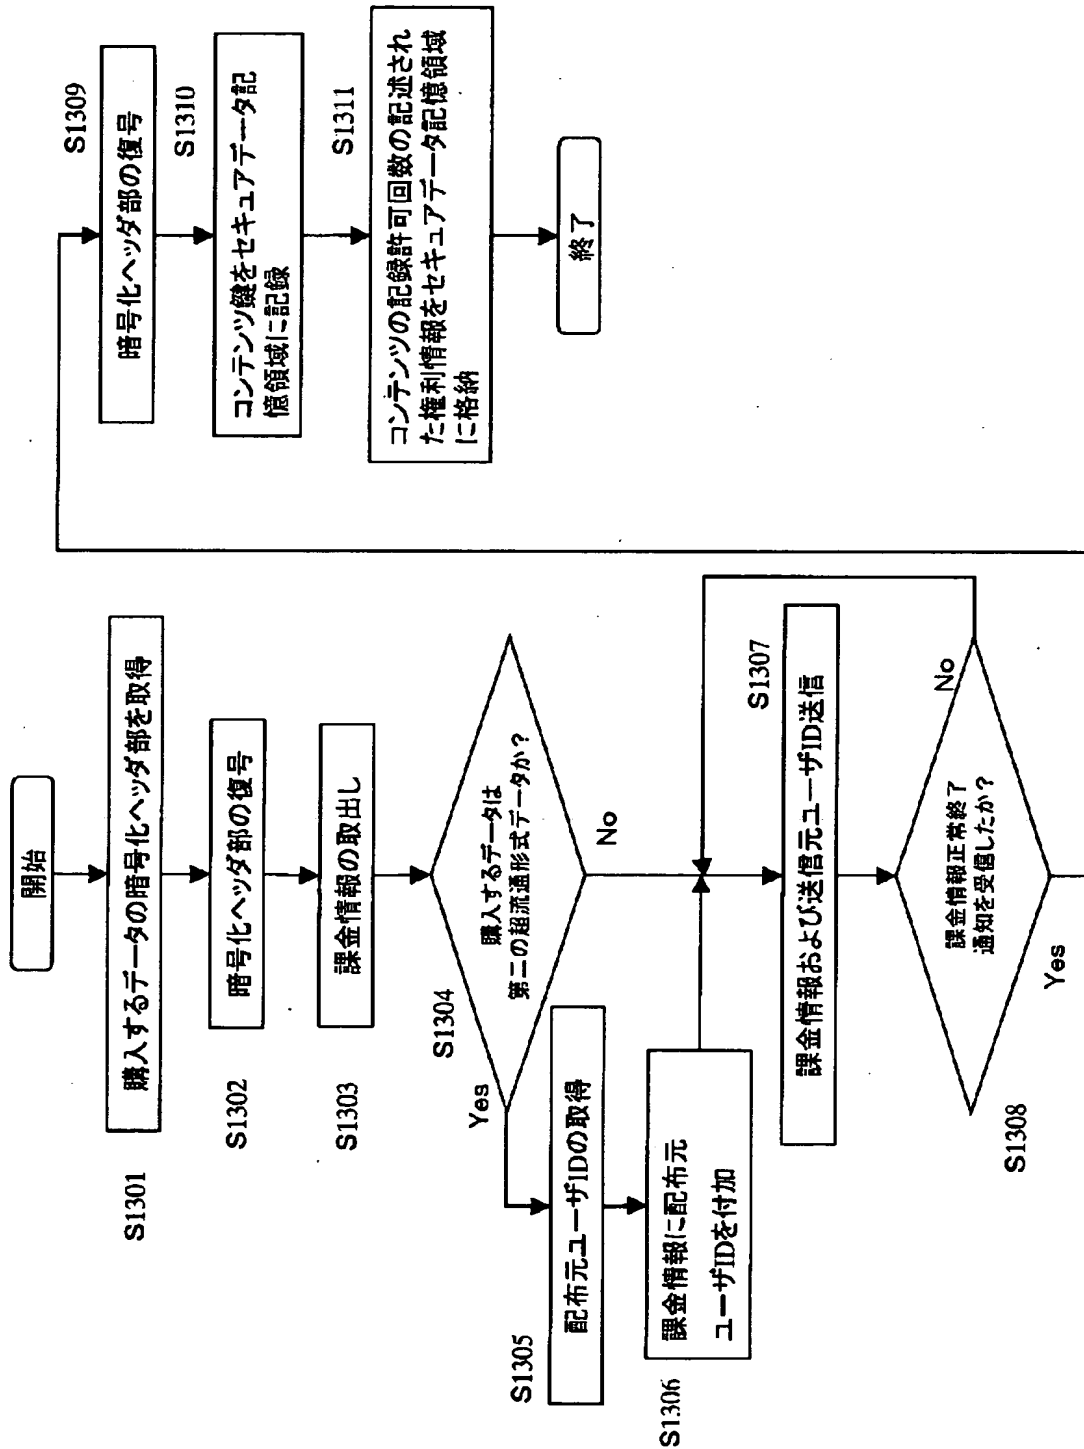 開始
S1301
購入するデータの暗号化ヘッダ部を取得
S1302
暗号化ヘッダ部の復号
S1303
課金情報の取出し
S1304
購入するデータは
第二の超流通形式データか?
Yes
No
S1305
配布元ユーザIDの取得
S1306
課金情報に配布元
ユーザIDを付加
S1307
課金情報および送信元ユーザID送信
S1308
課金情報正常終了
通知を受信したか?
No
Yes
S1309
暗号化ヘッダ部の復号
S1310
コンテンツ鍵をセキュアデータ記
憶領域に記録
S1311
コンテンツの記録許可回数の記述され
た権利情報をセキュアデータ記憶領域
に格納
終了